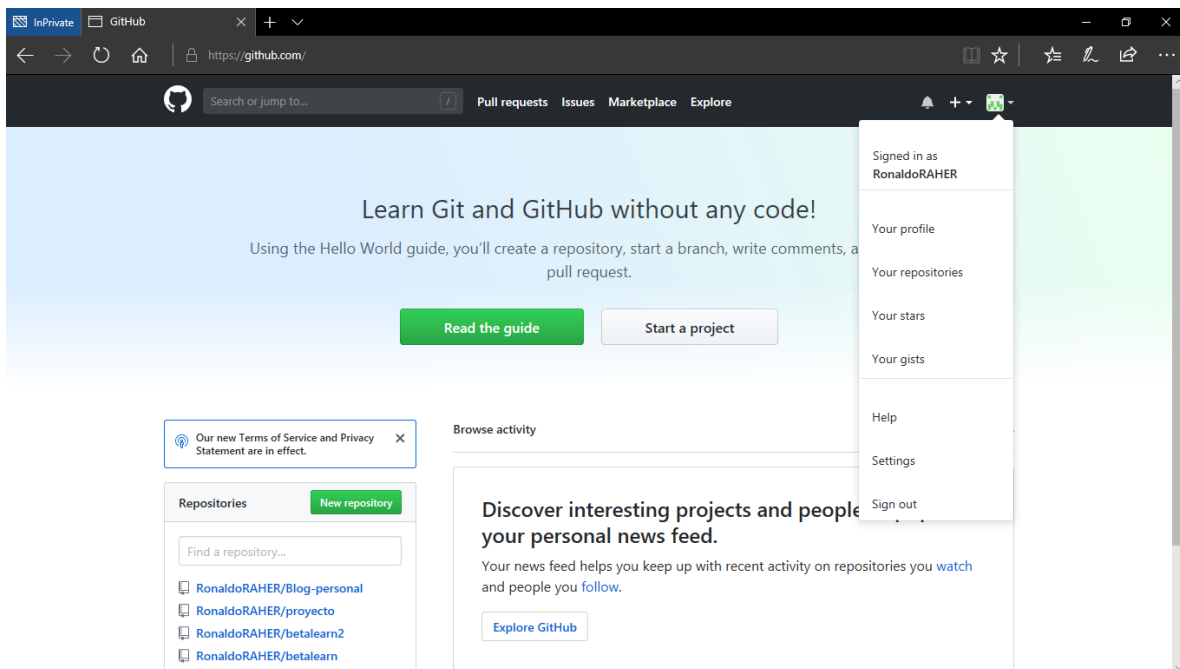 InPrivate GitHub
https://github.com/
Search or jump to... / Pull requests Issues Marketplace Explore
Signed in as
RonaldoRAHER
Your profile
Your repositories
Your stars
Your gists
Help
Settings
Sign out
Learn Git and GitHub without any code!
Using the Hello World guide, you'll create a repository, start a branch, write comments, a
pull request.
Read the guide Start a project
Our new Terms of Service and Privacy
Statement are in effect.
Repositories New repository
Find a repository...
RonaldoRAHER/Blog-personal
RonaldoRAHER/proyecto
RonaldoRAHER/betalearn2
RonaldoRAHER/betalearn
Browse activity
Discover interesting projects and people
your personal news feed.
Your news feed helps you keep up with recent activity on repositories you watch
and people you follow.
Explore GitHub